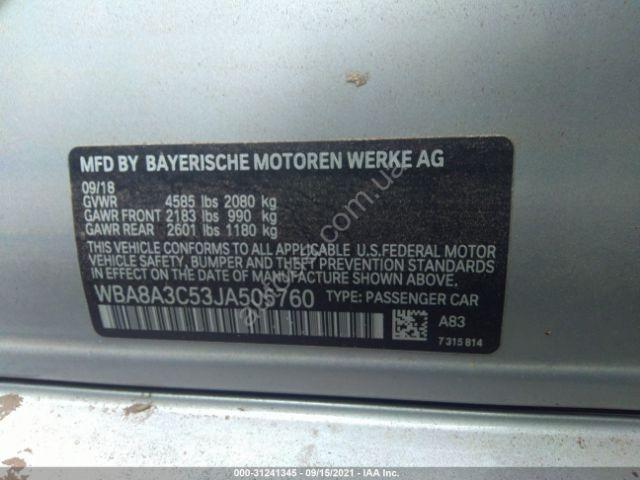 MFD BY BAYERISCHE MOTOREN WERKE AG
09/18
GVWR 4585 lbs 2080 kg
GAWR FRONT 2183 lbs 990 kg
GAWR REAR 2601 lbs 1180 kg
THIS VEHICLE CONFORMS TO ALL APPLICABLE U.S. FEDERAL MOTOR
VEHICLE SAFETY, BUMPER, AND THEFT PREVENTION
STANDARDS IN EFFECT ON THE DATE OF MANUFACTURE SHOWN ABOVE.
TYPE: PASSENGER CAR
A83
7 315 814
000-31241345 - 09/15/2021 - IAA Inc.